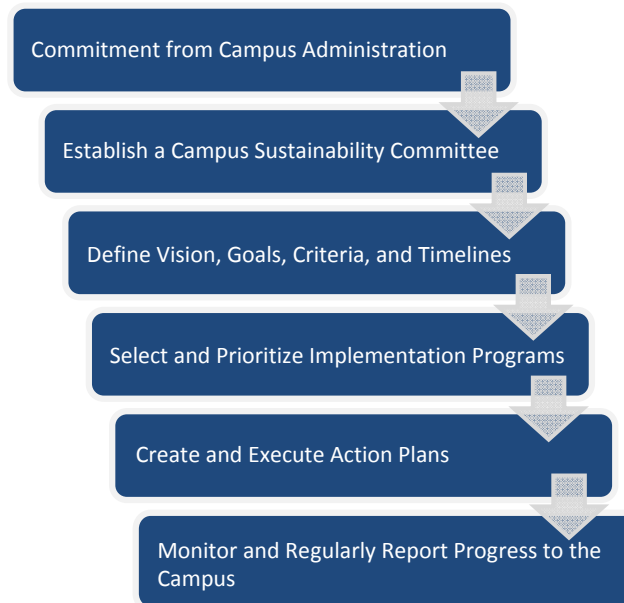 Commitment from Campus Administration
Establish a Campus Sustainability Committee
Define Vision, Goals, Criteria, and Timelines
Select and Prioritize Implementation Programs
Create and Execute Action Plans
Monitor and Regularly Report Progress to the
Campus